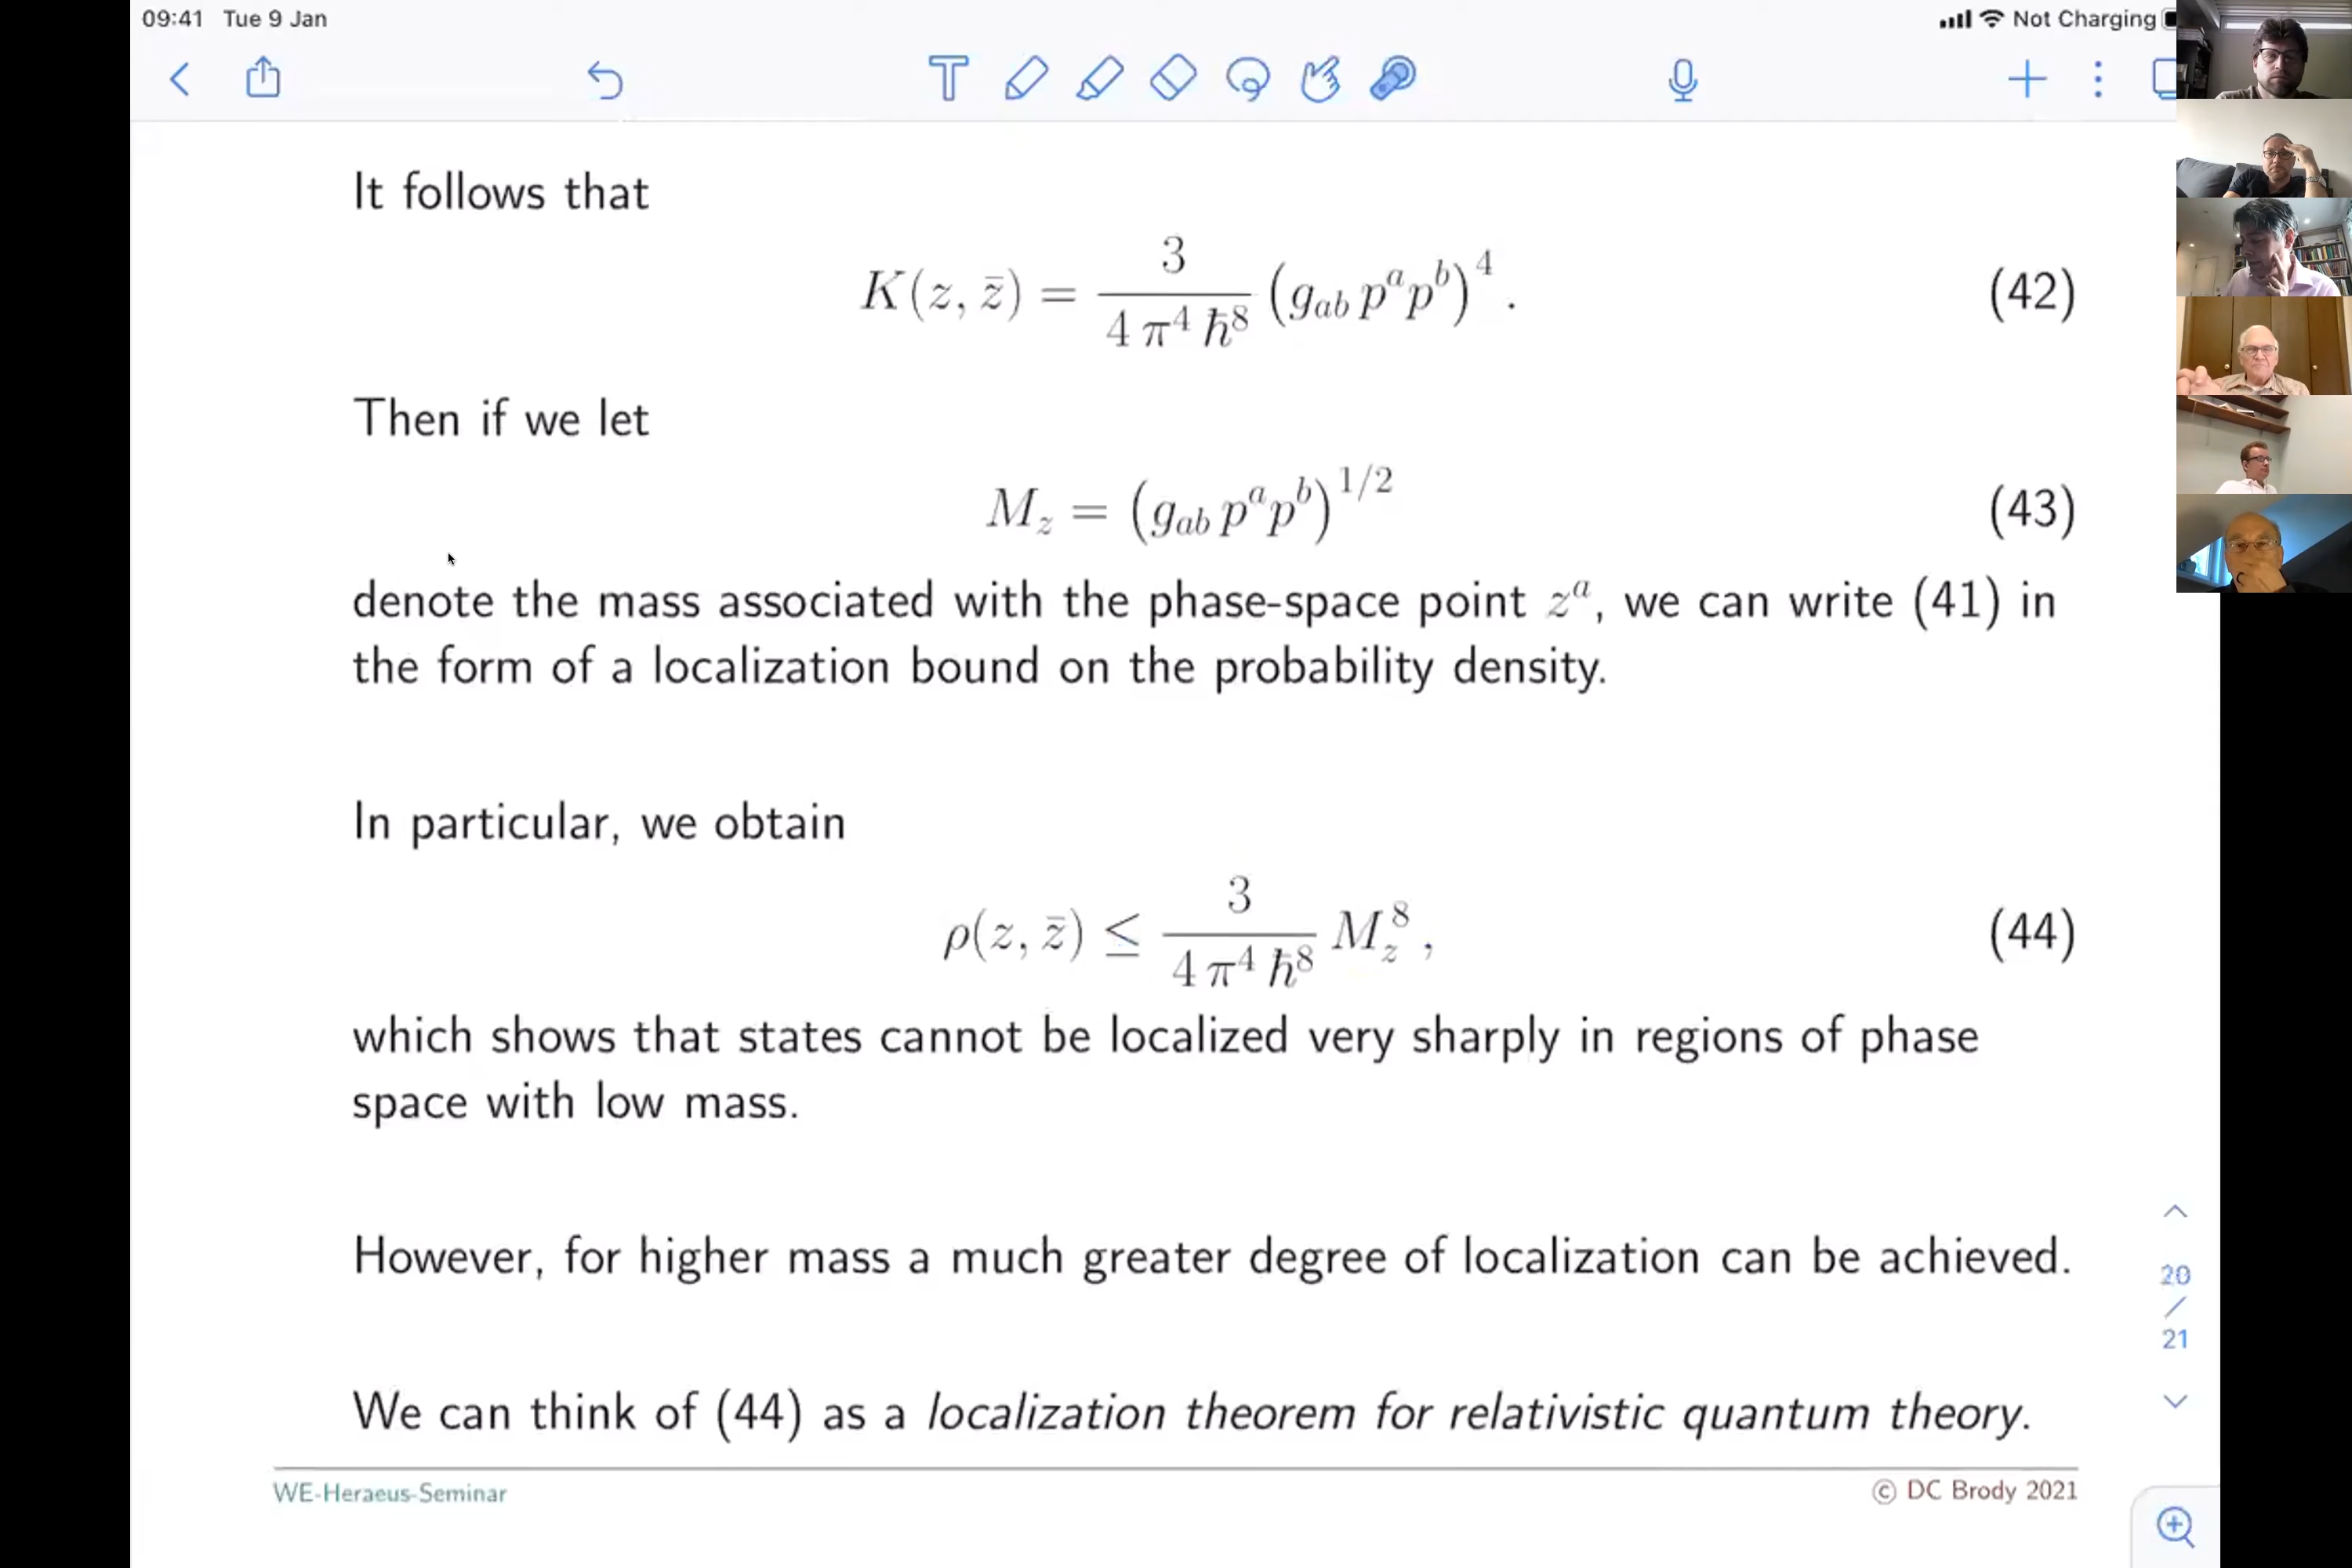 09:41 Tue 9 Jan
Not Charging
It follows that
K(z, z̄) = 3 / (4 π⁴ ħ⁸) (g_ab pᵃpᵇ)⁴ . (42)
Then if we let
M_z = (g_ab pᵃpᵇ)^{1/2} (43)
denote the mass associated with the phase-space point zᵃ, we can write (41) in
the form of a localization bound on the probability density.
In particular, we obtain
ρ(z, z̄) ≤ 3 / (4 π⁴ ħ⁸) M_z⁸ , (44)
which shows that states cannot be localized very sharply in regions of phase
space with low mass.
However, for higher mass a much greater degree of localization can be achieved.
We can think of (44) as a localization theorem for relativistic quantum theory.
20
/
21
WE-Heraeus-Seminar
© DC Brody 2021